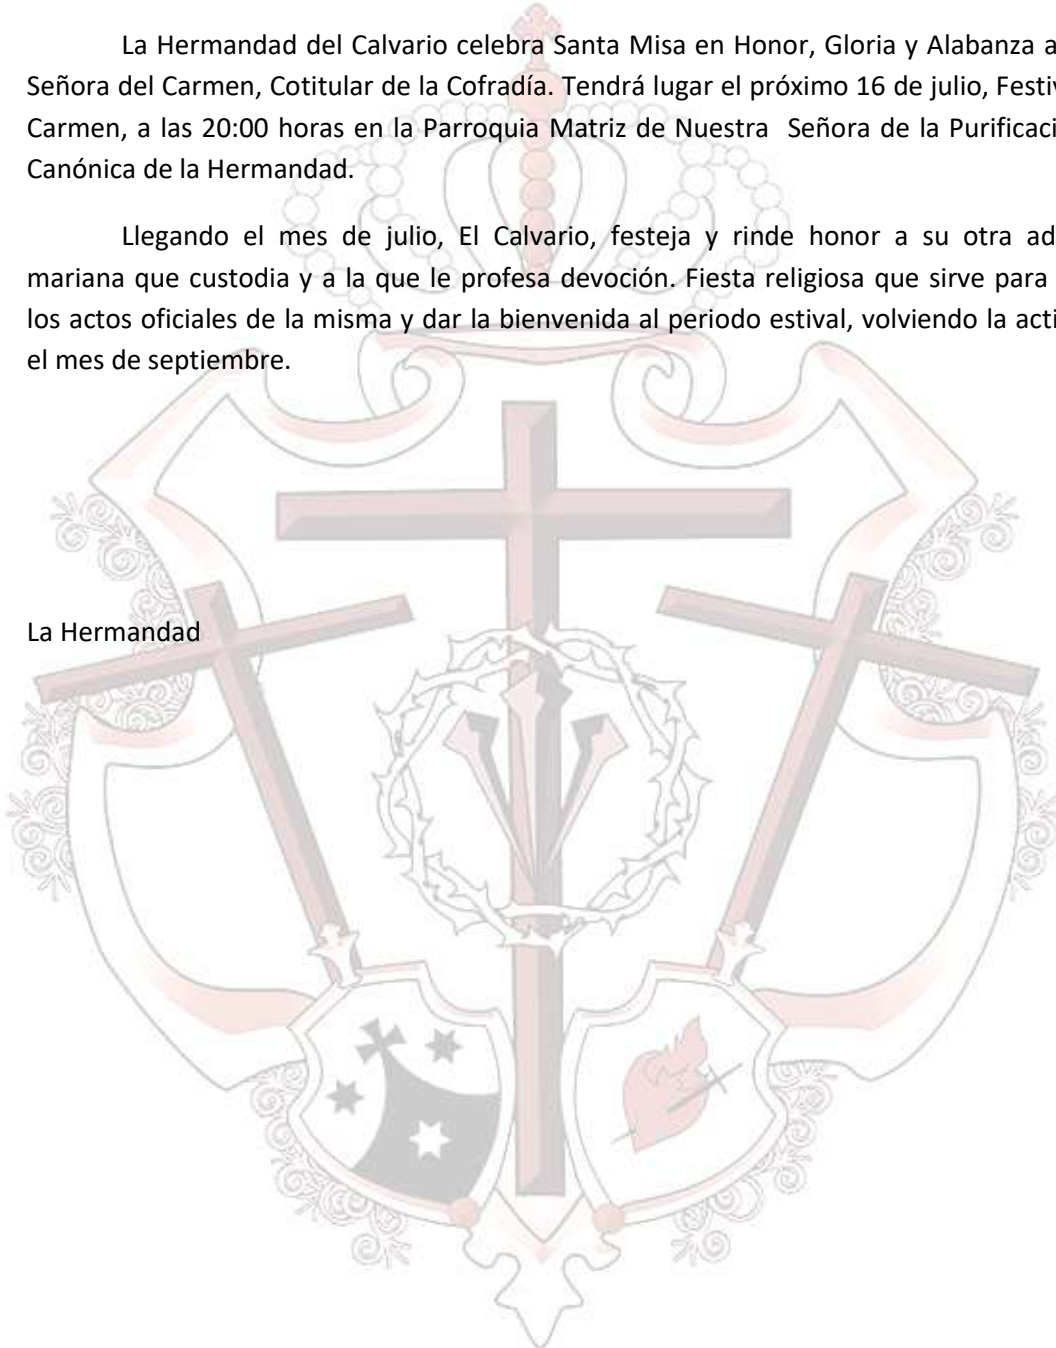 La Hermandad del Calvario celebra Santa Misa en Honor, Gloria y Alabanza a
Señora del Carmen, Cotitular de la Cofradía. Tendrá lugar el próximo 16 de julio, Festiv
Carmen, a las 20:00 horas en la Parroquia Matriz de Nuestra Señora de la Purificaci
Canónica de la Hermandad.
Llegando el mes de julio, El Calvario, festeja y rinde honor a su otra ad
mariana que custodia y a la que le profesa devoción. Fiesta religiosa que sirve para
los actos oficiales de la misma y dar la bienvenida al periodo estival, volviendo la acti
el mes de septiembre.
La Hermandad